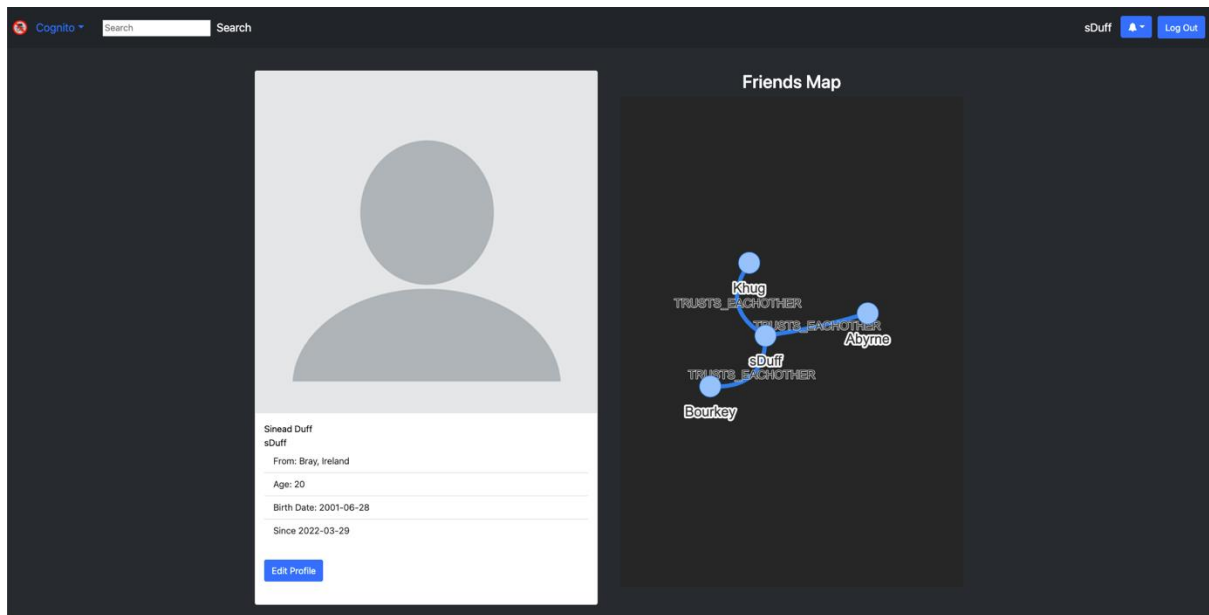 Cognito Search Search sDuff Log Out
Friends Map
Khug
TRUSTS_EACHOTHER
TRUSTS_EACHOTHER
Abyrne
sDuff
TRUSTS_EACHOTHER
Bourkey
Sinead Duff
sDuff
From: Bray, Ireland
Age: 20
Birth Date: 2001-06-28
Since 2022-03-29
Edit Profile